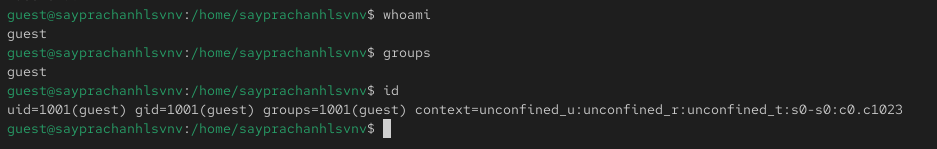 guest@sayprachanhlsvnv:/home/sayprachanhlsvnv$ whoami
guest
guest@sayprachanhlsvnv:/home/sayprachanhlsvnv$ groups
guest
guest@sayprachanhlsvnv:/home/sayprachanhlsvnv$ id
uid=1001(guest) gid=1001(guest) groups=1001(guest) context=unconfined_u:unconfined_r:unconfined_t:s0-s0:c0.c1023
guest@sayprachanhlsvnv:/home/sayprachanhlsvnv$